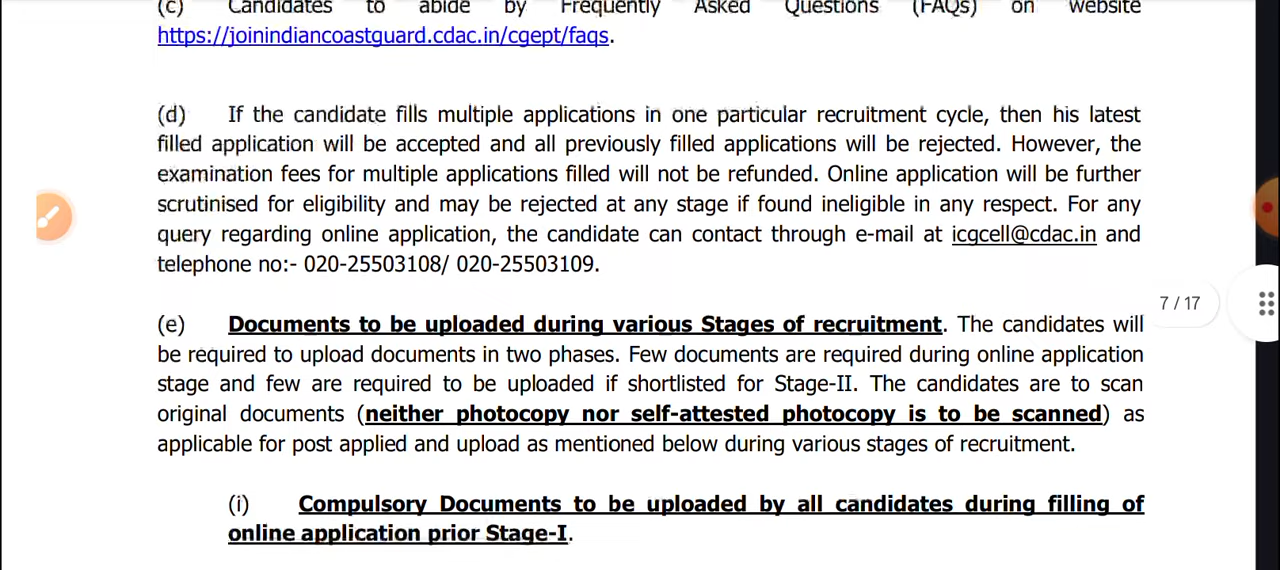 (c) Candidates to abide by Frequently Asked Questions (FAQs) on website
https://joinindiancoastguard.cdac.in/cgept/faqs.
(d) If the candidate fills multiple applications in one particular recruitment cycle, then his latest
filled application will be accepted and all previously filled applications will be rejected. However, the
examination fees for multiple applications filled will not be refunded. Online application will be further
scrutinised for eligibility and may be rejected at any stage if found ineligible in any respect. For any
query regarding online application, the candidate can contact through e-mail at icgcell@cdac.in and
telephone no:- 020-25503108/ 020-25503109.
7 / 17
(e) Documents to be uploaded during various Stages of recruitment. The candidates will
be required to upload documents in two phases. Few documents are required during online application
stage and few are required to be uploaded if shortlisted for Stage-II. The candidates are to scan
original documents (neither photocopy nor self-attested photocopy is to be scanned) as
applicable for post applied and upload as mentioned below during various stages of recruitment.
(i) Compulsory Documents to be uploaded by all candidates during filling of
online application prior Stage-I.